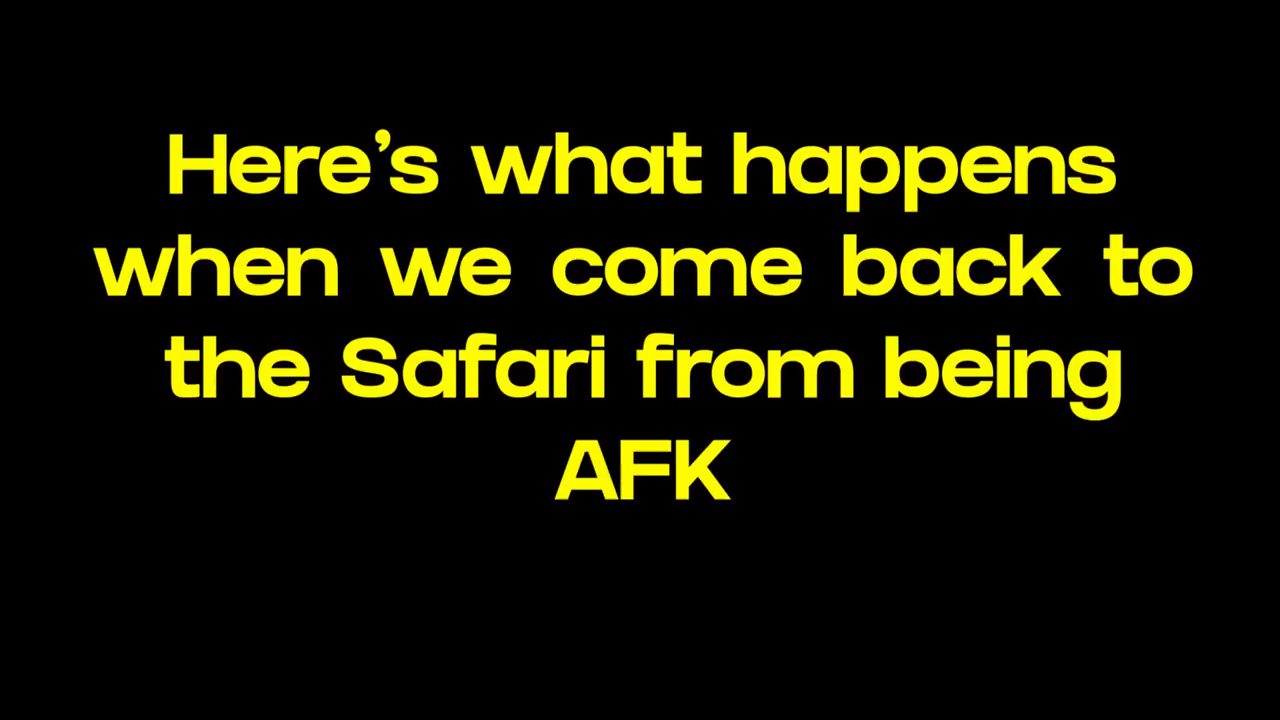 Here’s what happens
when we come back to
the Safari from being
AFK